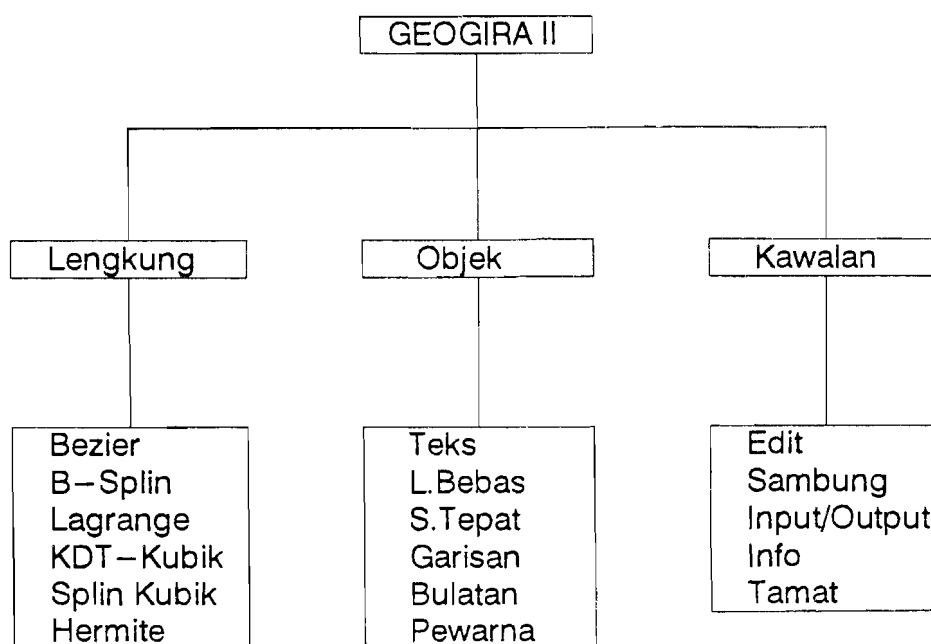 GEOGIRA II
Lengkung
Objek
Kawalan
Bezier
B-Splin
Lagrange
KDT-Kubik
Splin Kubik
Hermite
Teks
L.Bebas
S.Tepat
Garisan
Bulatan
Pewarna
Edit
Sambung
Input/Output
Info
Tamat